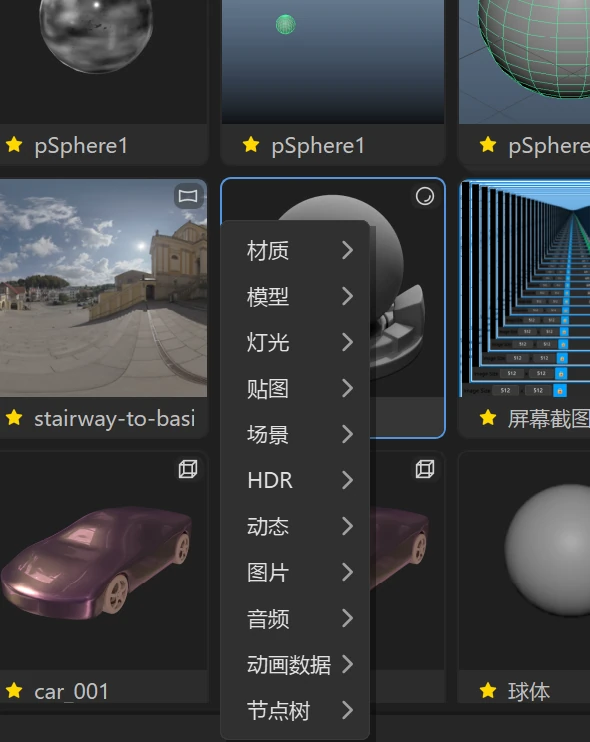 pSphere1
pSphere1
pSphere
材质
模型
灯光
贴图
stairway-to-basi
屏幕截图
场景
HDR
动态
图片
音频
动画数据
节点树
car_001
球体